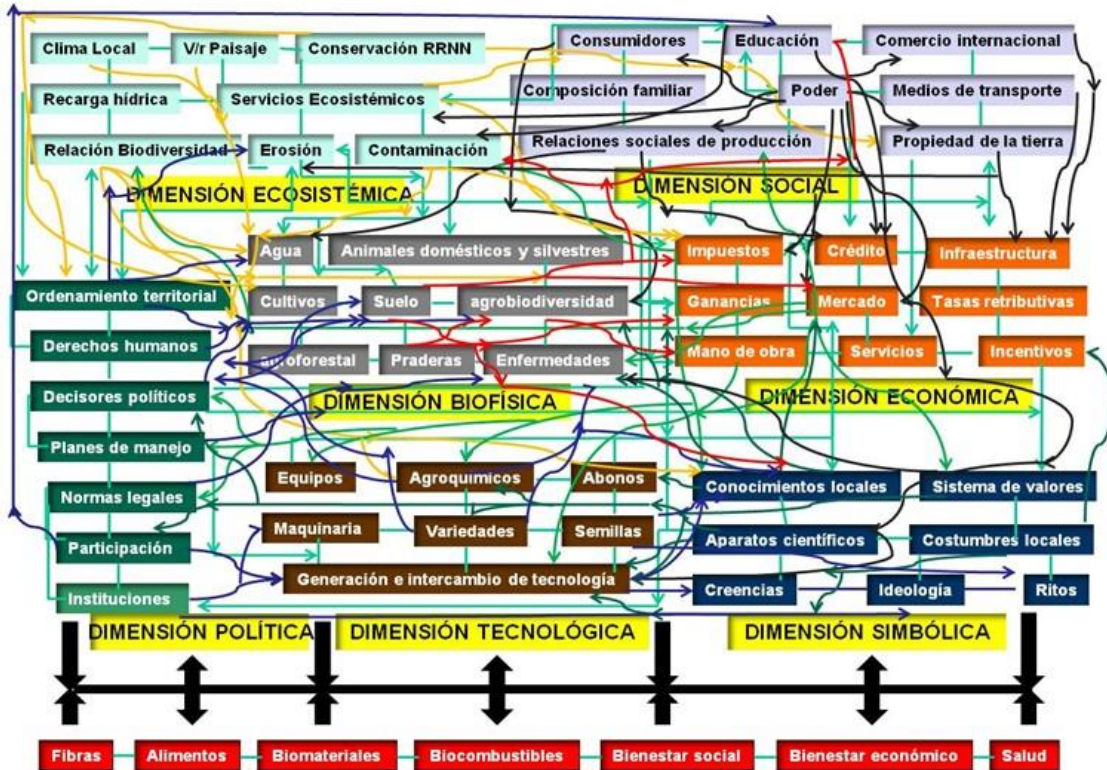 Clima Local
V/r Paisaje
Conservación RRNN
Recarga hídrica
Servicios Ecosistémicos
Relación Biodiversidad
Erosión
Contaminación
DIMENSIÓN ECOSISTÉMICA
Consumidores
Educación
Comercio internacional
Composición familiar
Poder
Medios de transporte
Relaciones sociales de producción
Propiedad de la tierra
DIMENSIÓN SOCIAL
Agua
Animales domésticos y silvestres
Cultivos
Suelo
agrobiodiversidad
agroforestal
Praderas
Enfermedades
DIMENSIÓN BIOFÍSICA
Impuestos
Crédito
Infraestructura
Ganancias
Mercado
Tasas retributivas
Mano de obra
Servicios
Incentivos
DIMENSIÓN ECONÓMICA
Ordenamiento territorial
Derechos humanos
Decisores políticos
Planes de manejo
Normas legales
Participación
Instituciones
DIMENSIÓN POLÍTICA
Equipos
Agroquímicos
Abonos
Maquinaria
Variedades
Semillas
Generación e intercambio de tecnología
DIMENSIÓN TECNOLÓGICA
Conocimientos locales
Sistema de valores
Aparatos científicos
Costumbres locales
Creencias
Ideología
Ritos
DIMENSIÓN SIMBÓLICA
Fibras
Alimentos
Biomateriales
Biocombustibles
Bienestar social
Bienestar económico
Salud